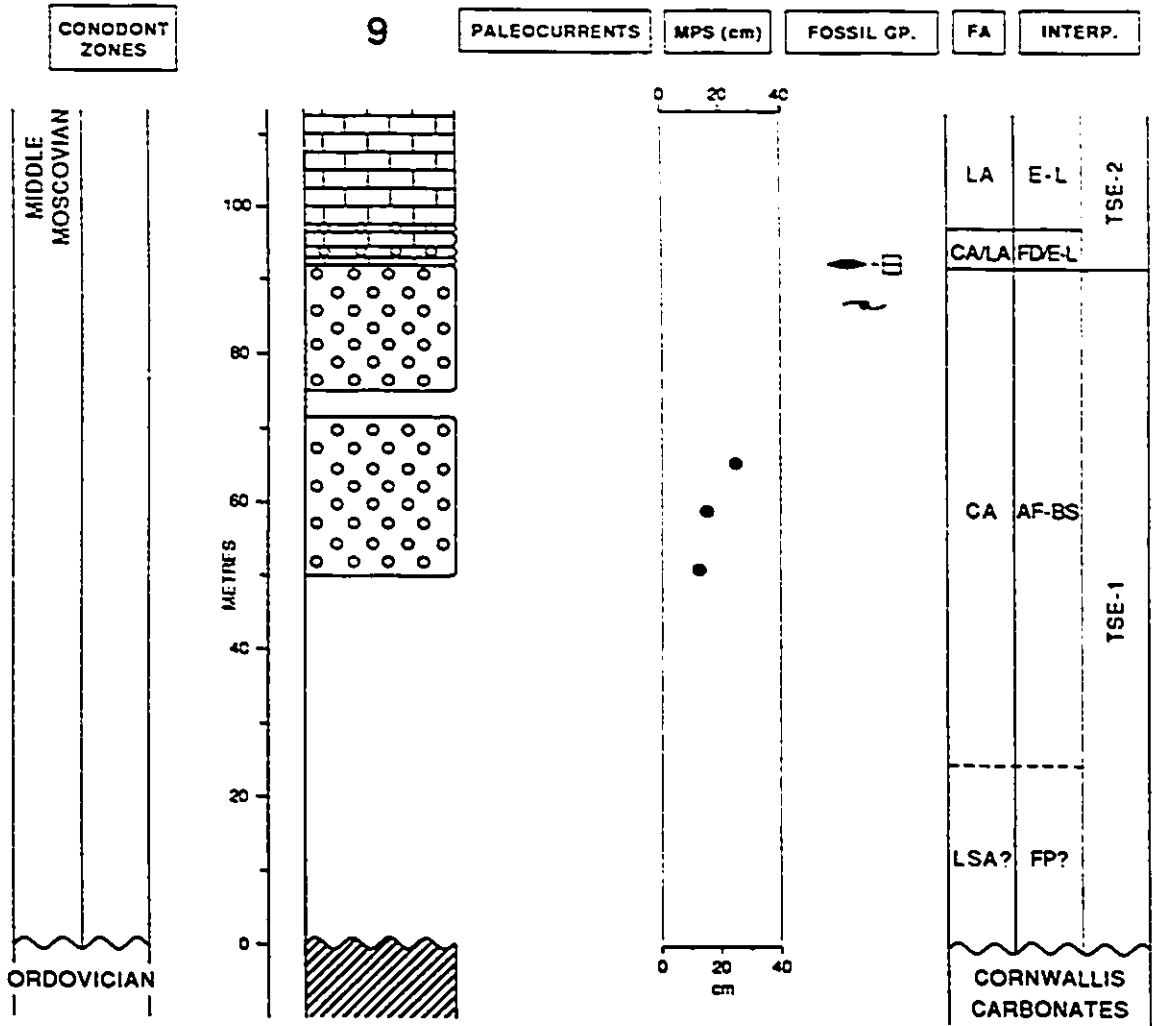 CONODONT
ZONES
9
PALEOCURRENTS
MPS (cm)
FOSSIL GP.
FA
INTERP.
0 20 40
MIDDLE
MOSCOVIAN
100
80
60
METRES
40
20
0
LA
E-L
TSE-2
CA/LA
FD/E-L
CA
AF-BS
TSE-1
LSA?
FP?
0 20 40
cm
ORDOVICIAN
CORNWALLIS
CARBONATES